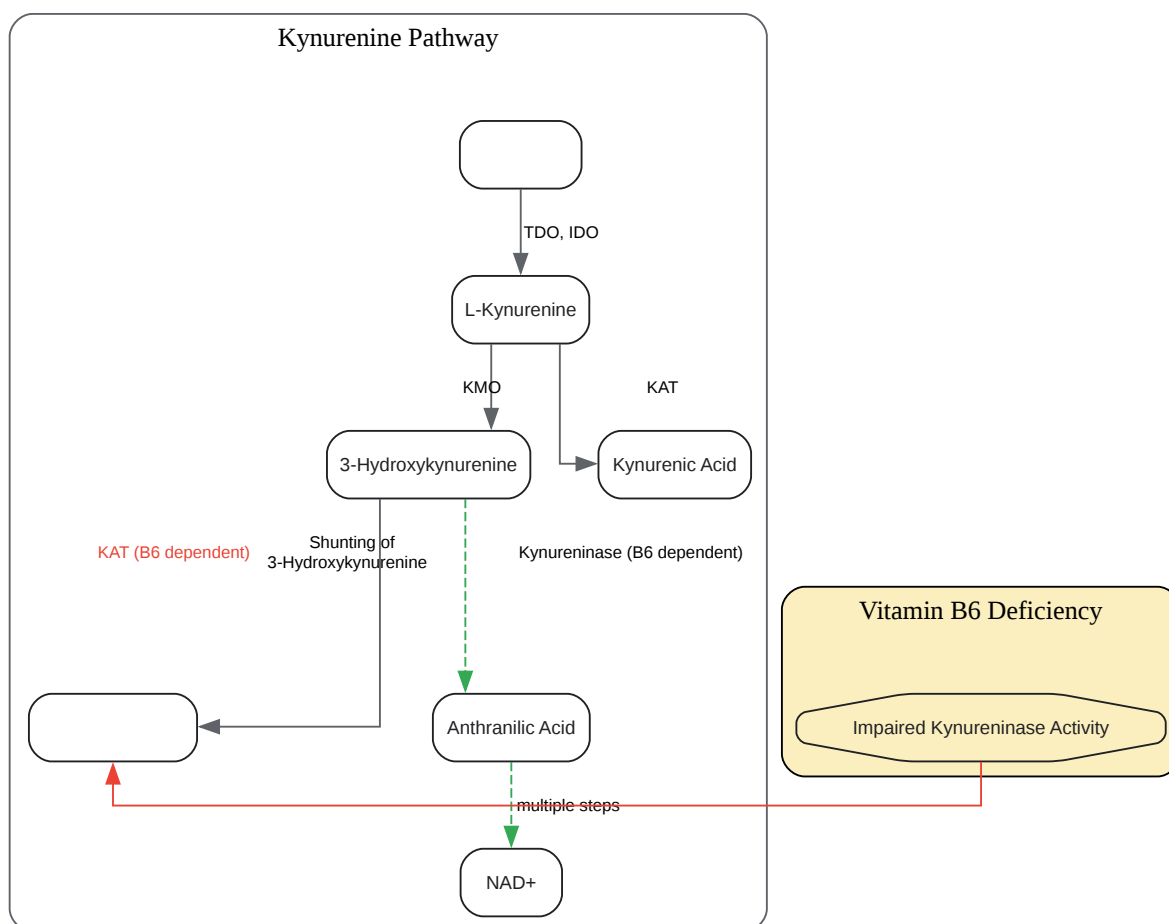 Kynurenine Pathway
TDO, IDO
L-Kynurenine
KMO
KAT
3-Hydroxykynurenine
Kynurenic Acid
KAT (B6 dependent)
Shunting of
3-Hydroxykynurenine
Kynureninase (B6 dependent)
Vitamin B6 Deficiency
Anthranilic Acid
Impaired Kynureninase Activity
multiple steps
NAD+